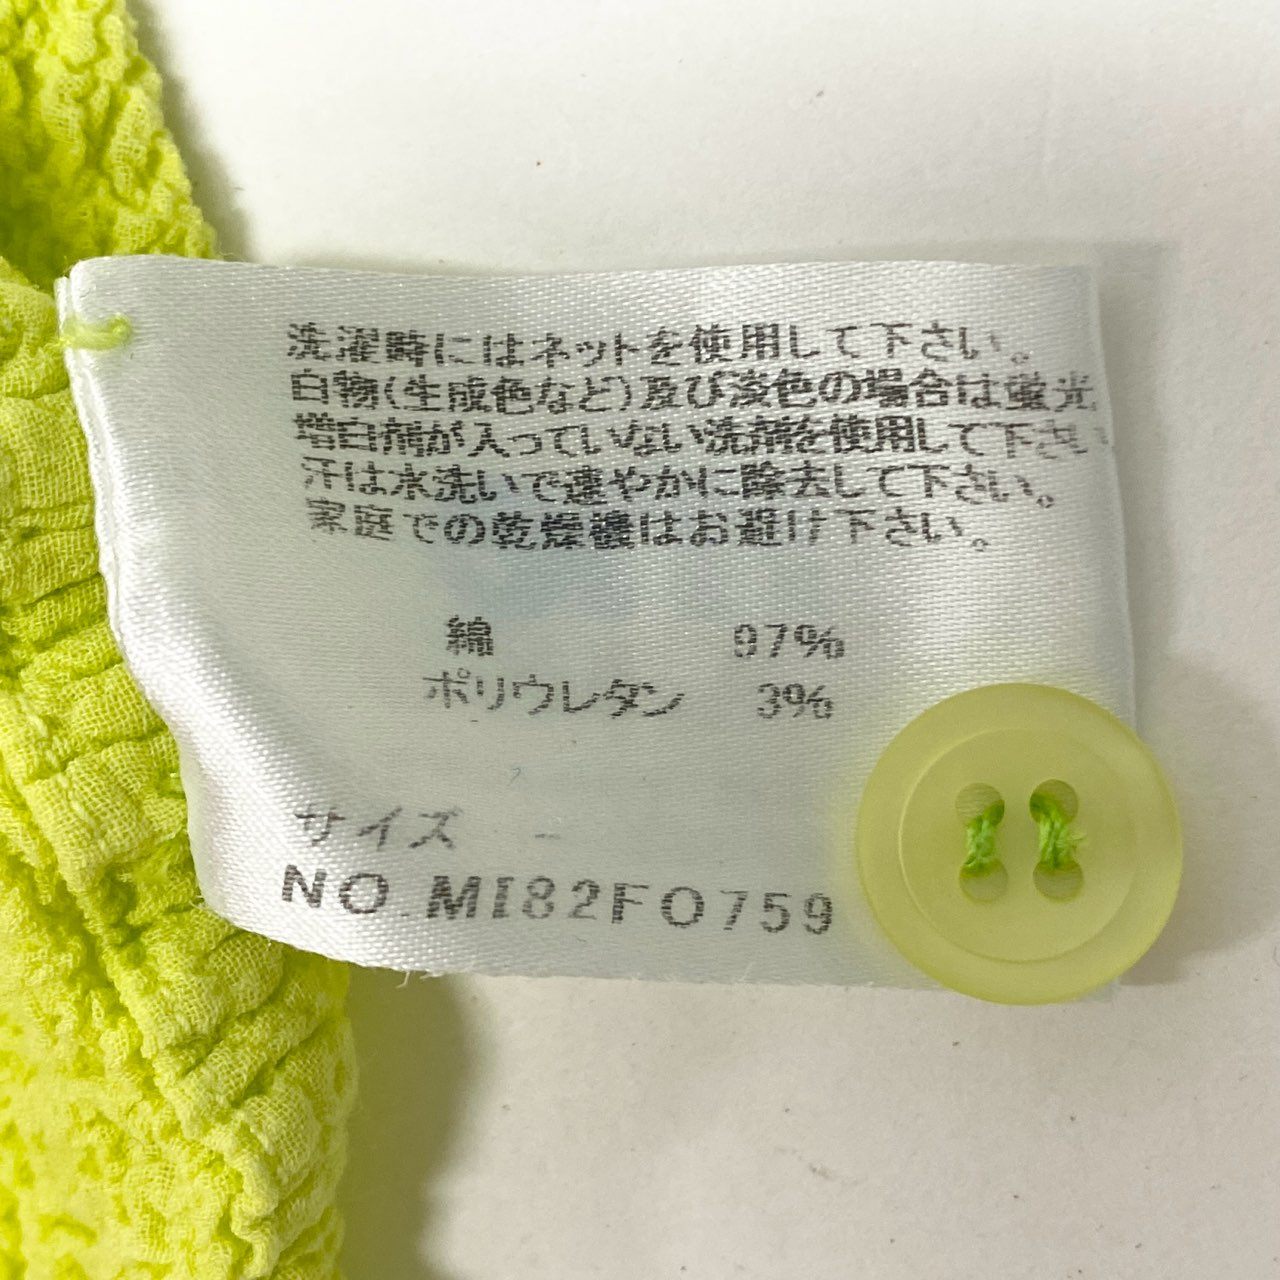 洗濯時にはネットを使用して下さい。
白物(生成色など)及び淡色の場合は蛍光
増白剤が入っていない洗剤を使用して下さい
汗は水洗いで速やかに除去して下さい。
家庭での乾燥機はお避け下さい。
綿 97%
ポリウレタン 3%
サイズ -
NO.MI82FO759